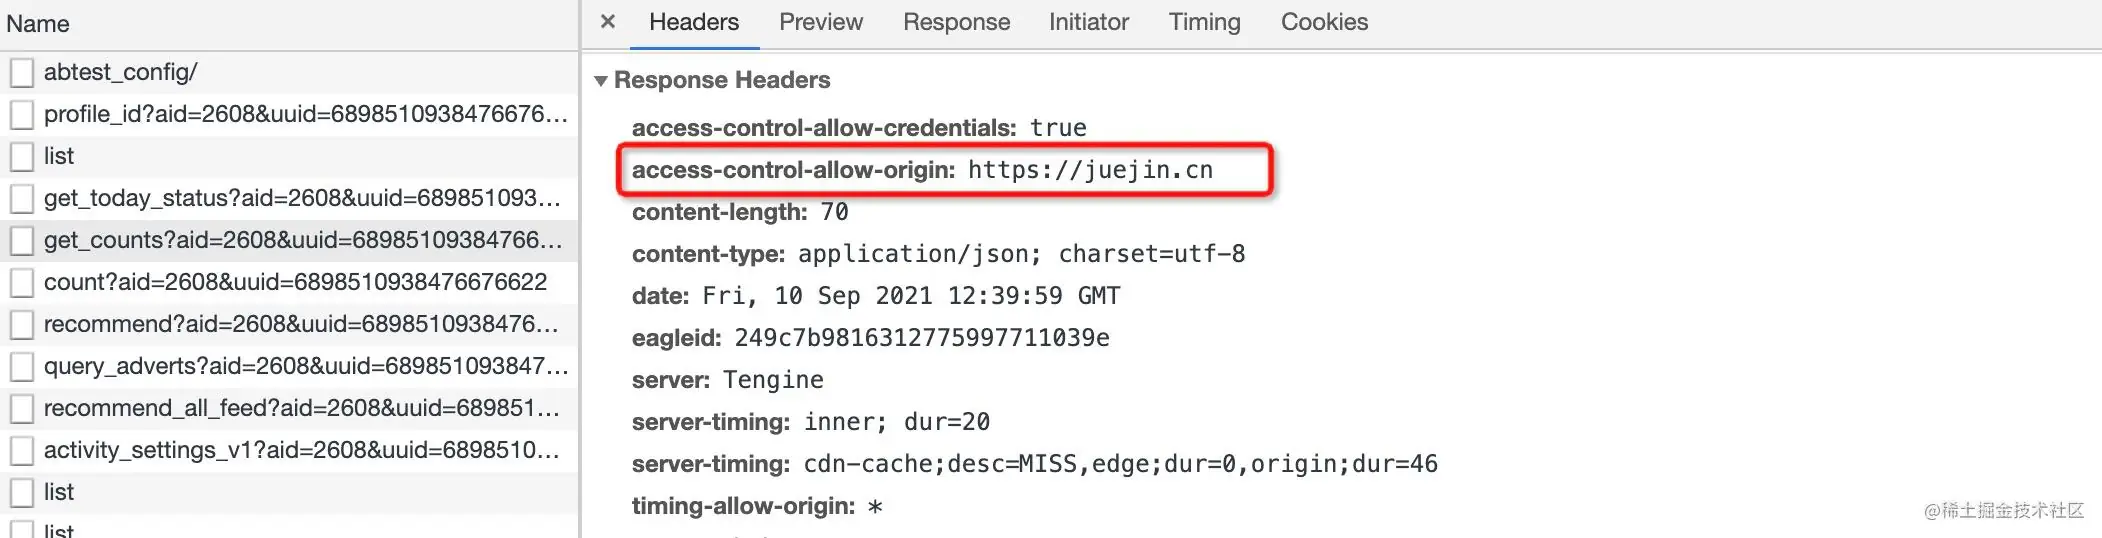 Name
abtest_config/
profile_id?aid=2608&uuid=68985109384766​76…
list
get_today_status?aid=2608&uuid=689851093…
get_counts?aid=2608&uuid=68985109384766…
count?aid=2608&uuid=6898510938476676622
recommend?aid=2608&uuid=6898510938476…
query_adverts?aid=2608&uuid=689851093847…
recommend_all_feed?aid=2608&uuid=689851…
activity_settings_v1?aid=2608&uuid=6898510…
list
list
× Headers Preview Response Initiator Timing Cookies
▼ Response Headers
access-control-allow-credentials: true
access-control-allow-origin: https://juejin.cn
content-length: 70
content-type: application/json; charset=utf-8
date: Fri, 10 Sep 2021 12:39:59 GMT
eagleid: 249c7b9816312775997711039e
server: Tengine
server-timing: inner; dur=20
server-timing: cdn-cache;desc=MISS,edge;dur=0,origin;dur=46
timing-allow-origin: *
@稀土掘金技术社区